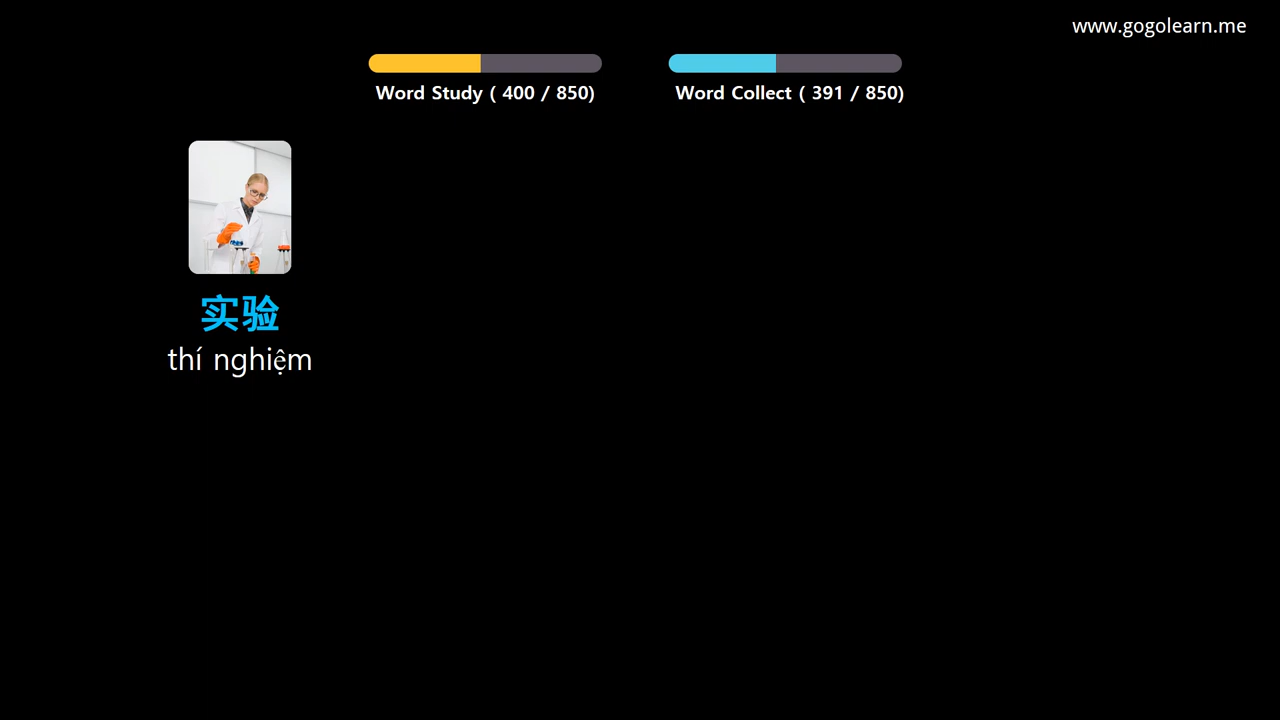 www.gogolearn.me
Word Study ( 400 / 850)
Word Collect ( 391 / 850)
实验
thí nghiệm